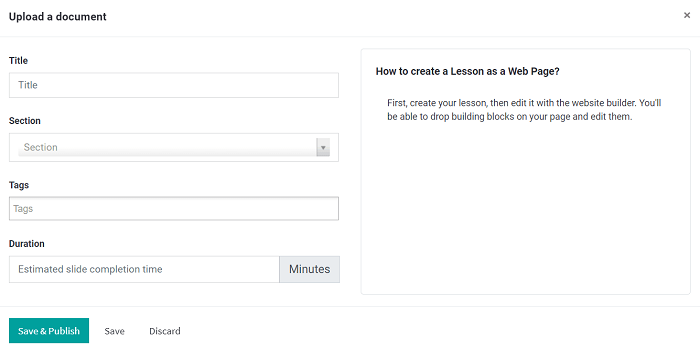 Upload a document
×
Title
Title
Section
Section
Tags
Tags
Duration
Estimated slide completion time Minutes
How to create a Lesson as a Web Page?
First, create your lesson, then edit it with the website builder. You'll
be able to drop building blocks on your page and edit them.
Save & Publish Save Discard